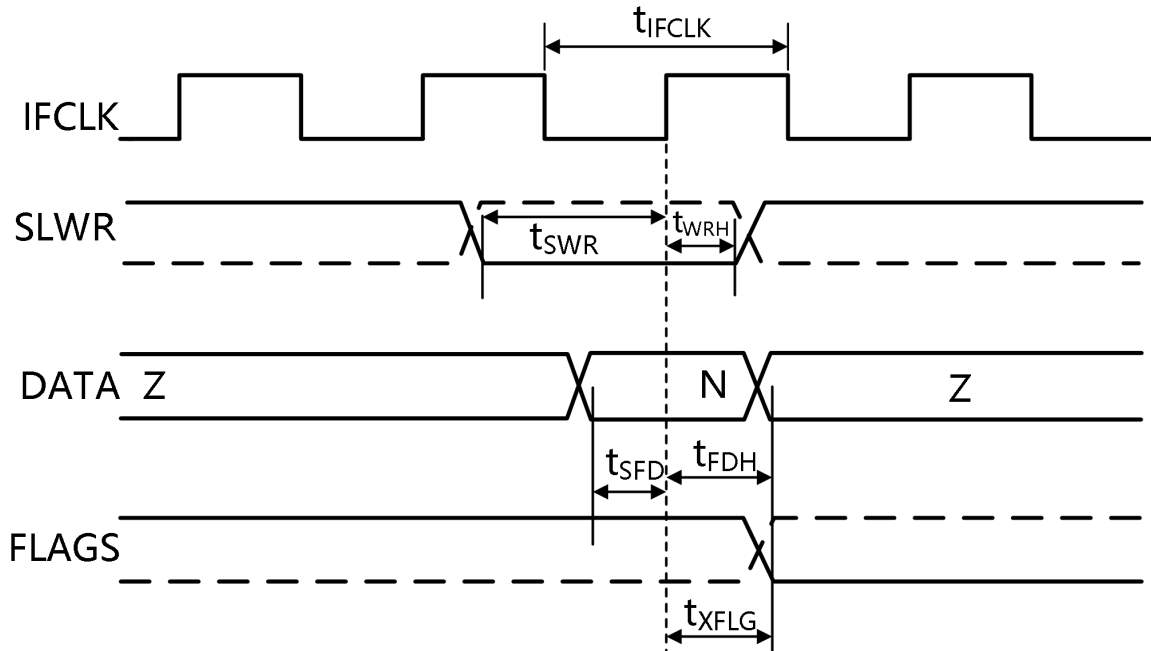 tIFCLK
IFCLK
SLWR
tSWR
tWRH
DATA Z N Z
tSFD
tFDH
FLAGS
tXFLG